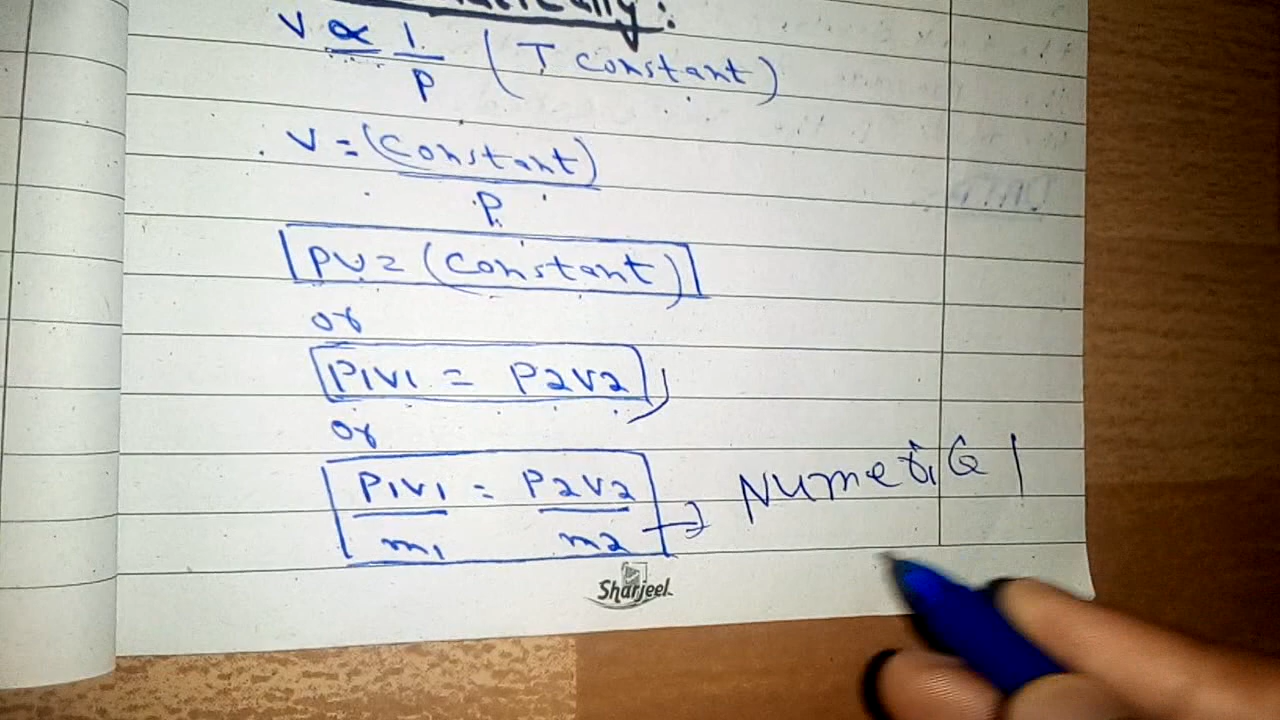 V ∝ 1/P (T constant)
V = (Constant)/P
PV = (Constant)
or
P1V1 = P2V2
or
P1V1/m1 = P2V2/m2 → Numerical
Sharjeel